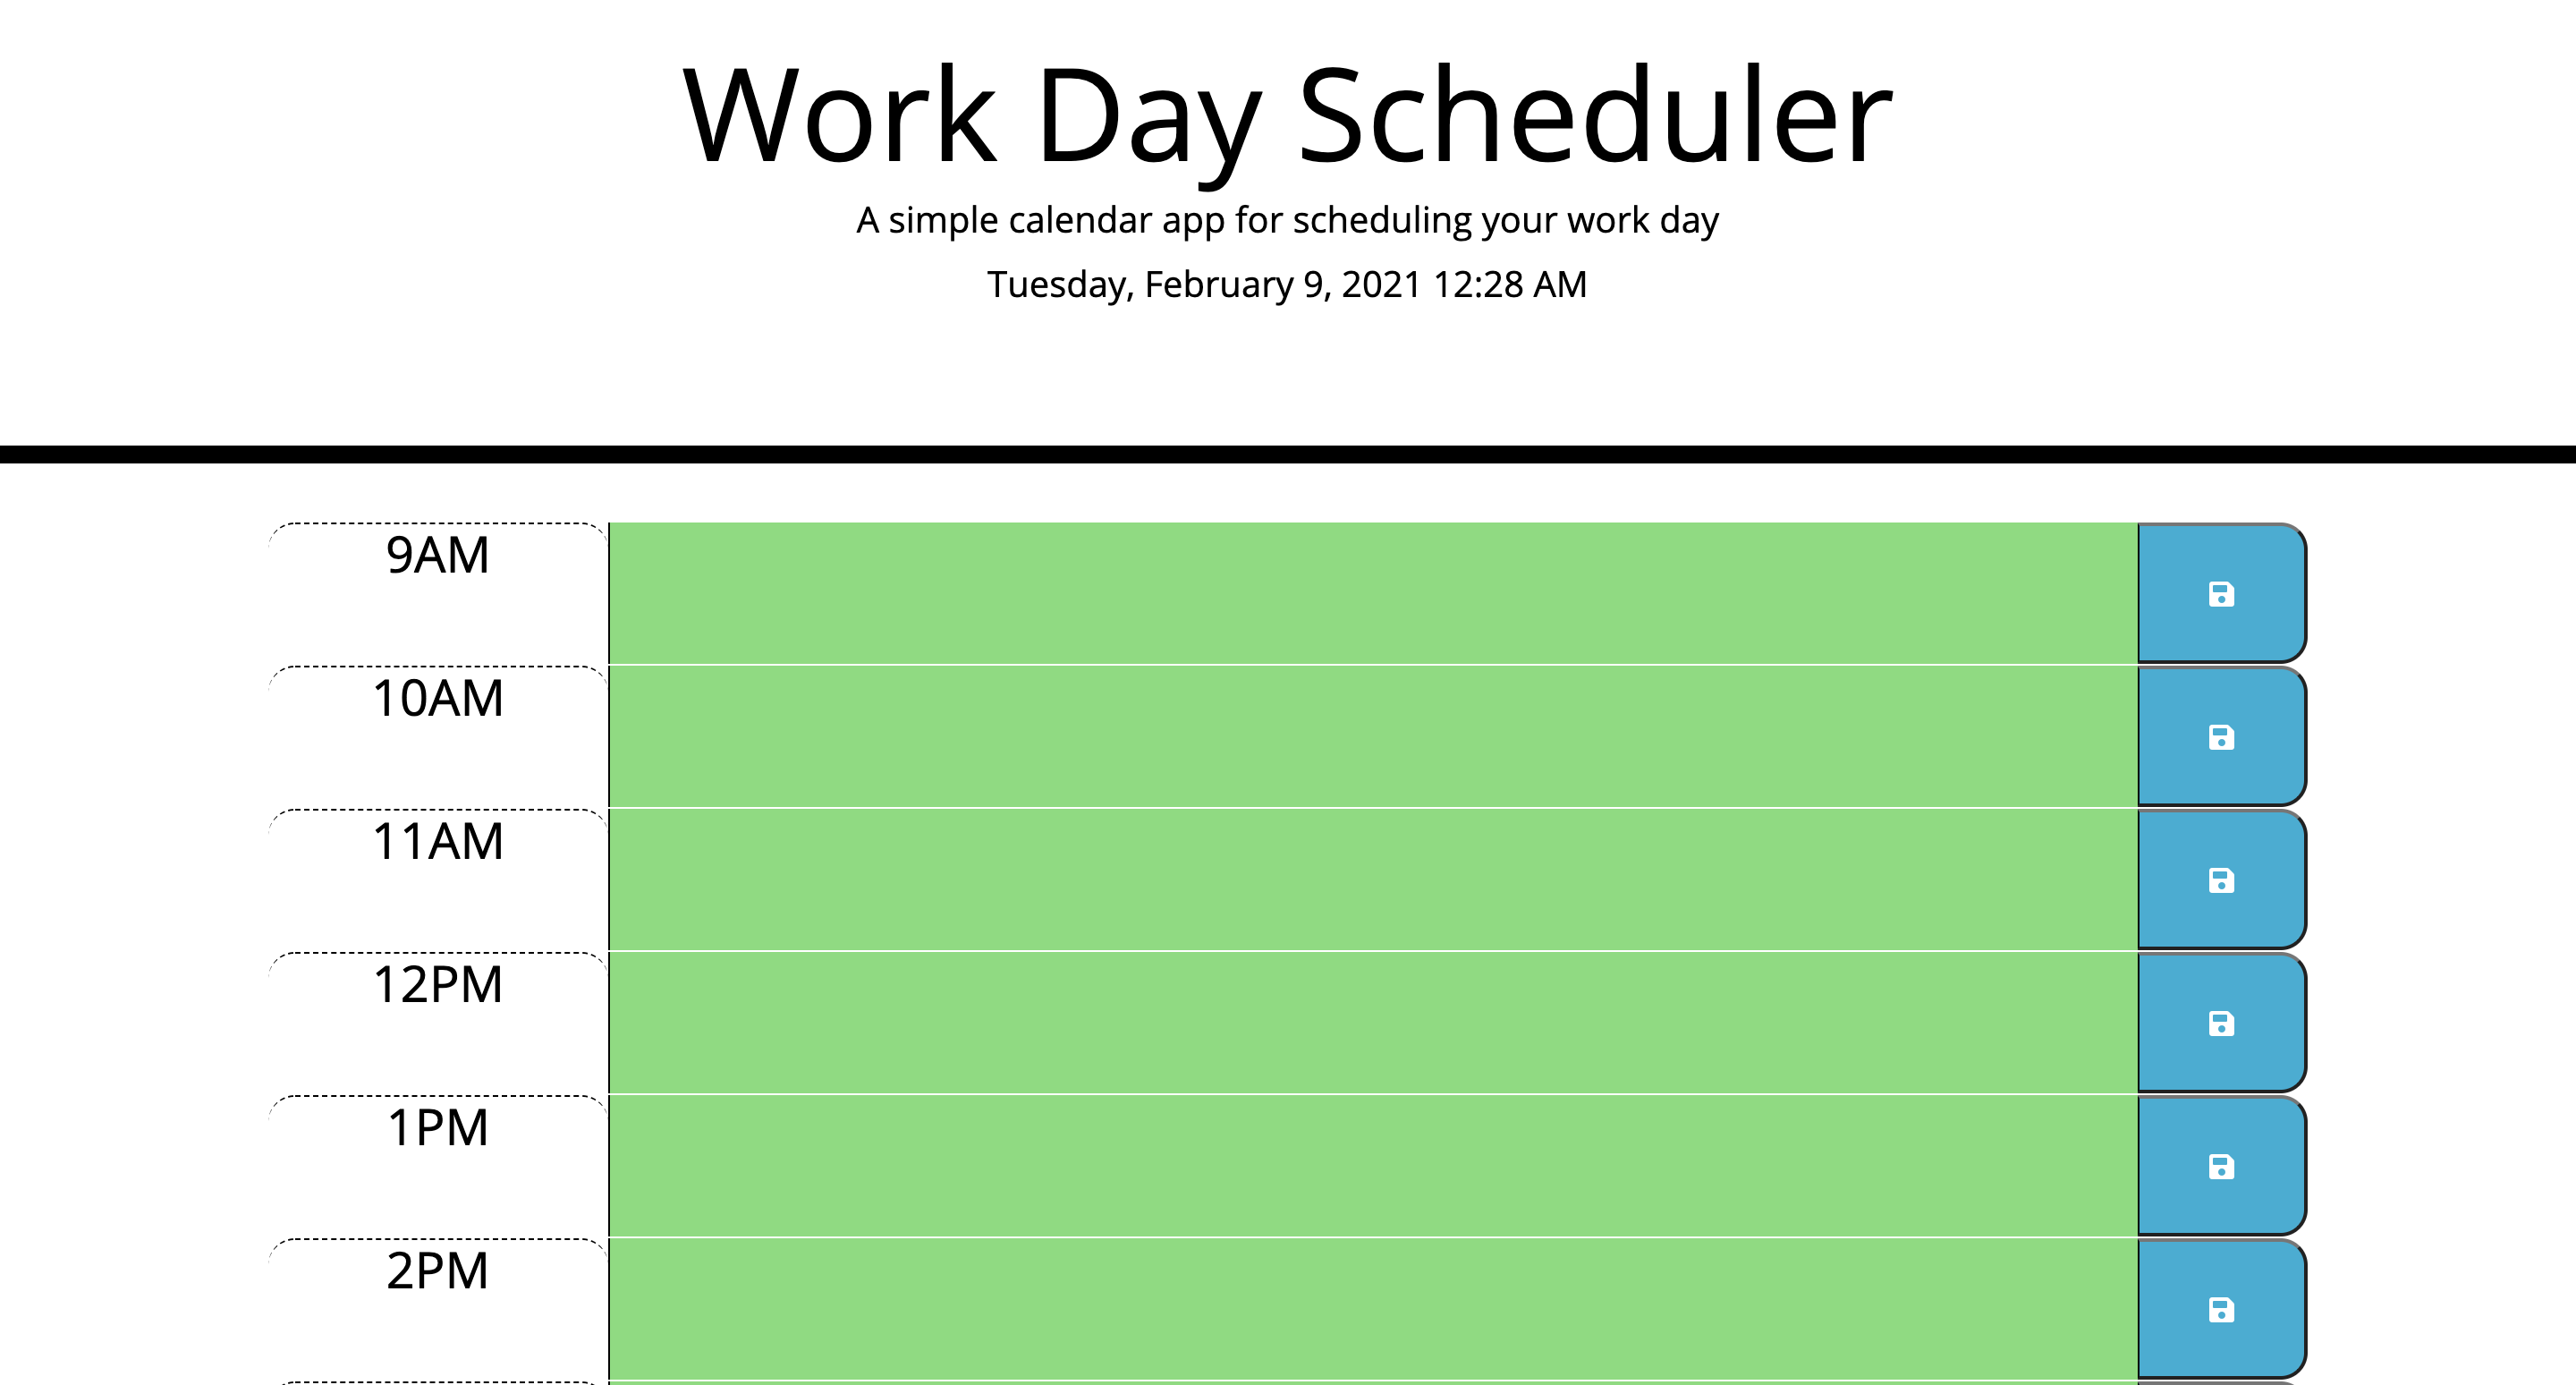 Work Day Scheduler
A simple calendar app for scheduling your work day
Tuesday, February 9, 2021 12:28 AM
9AM
10AM
11AM
12PM
1PM
2PM